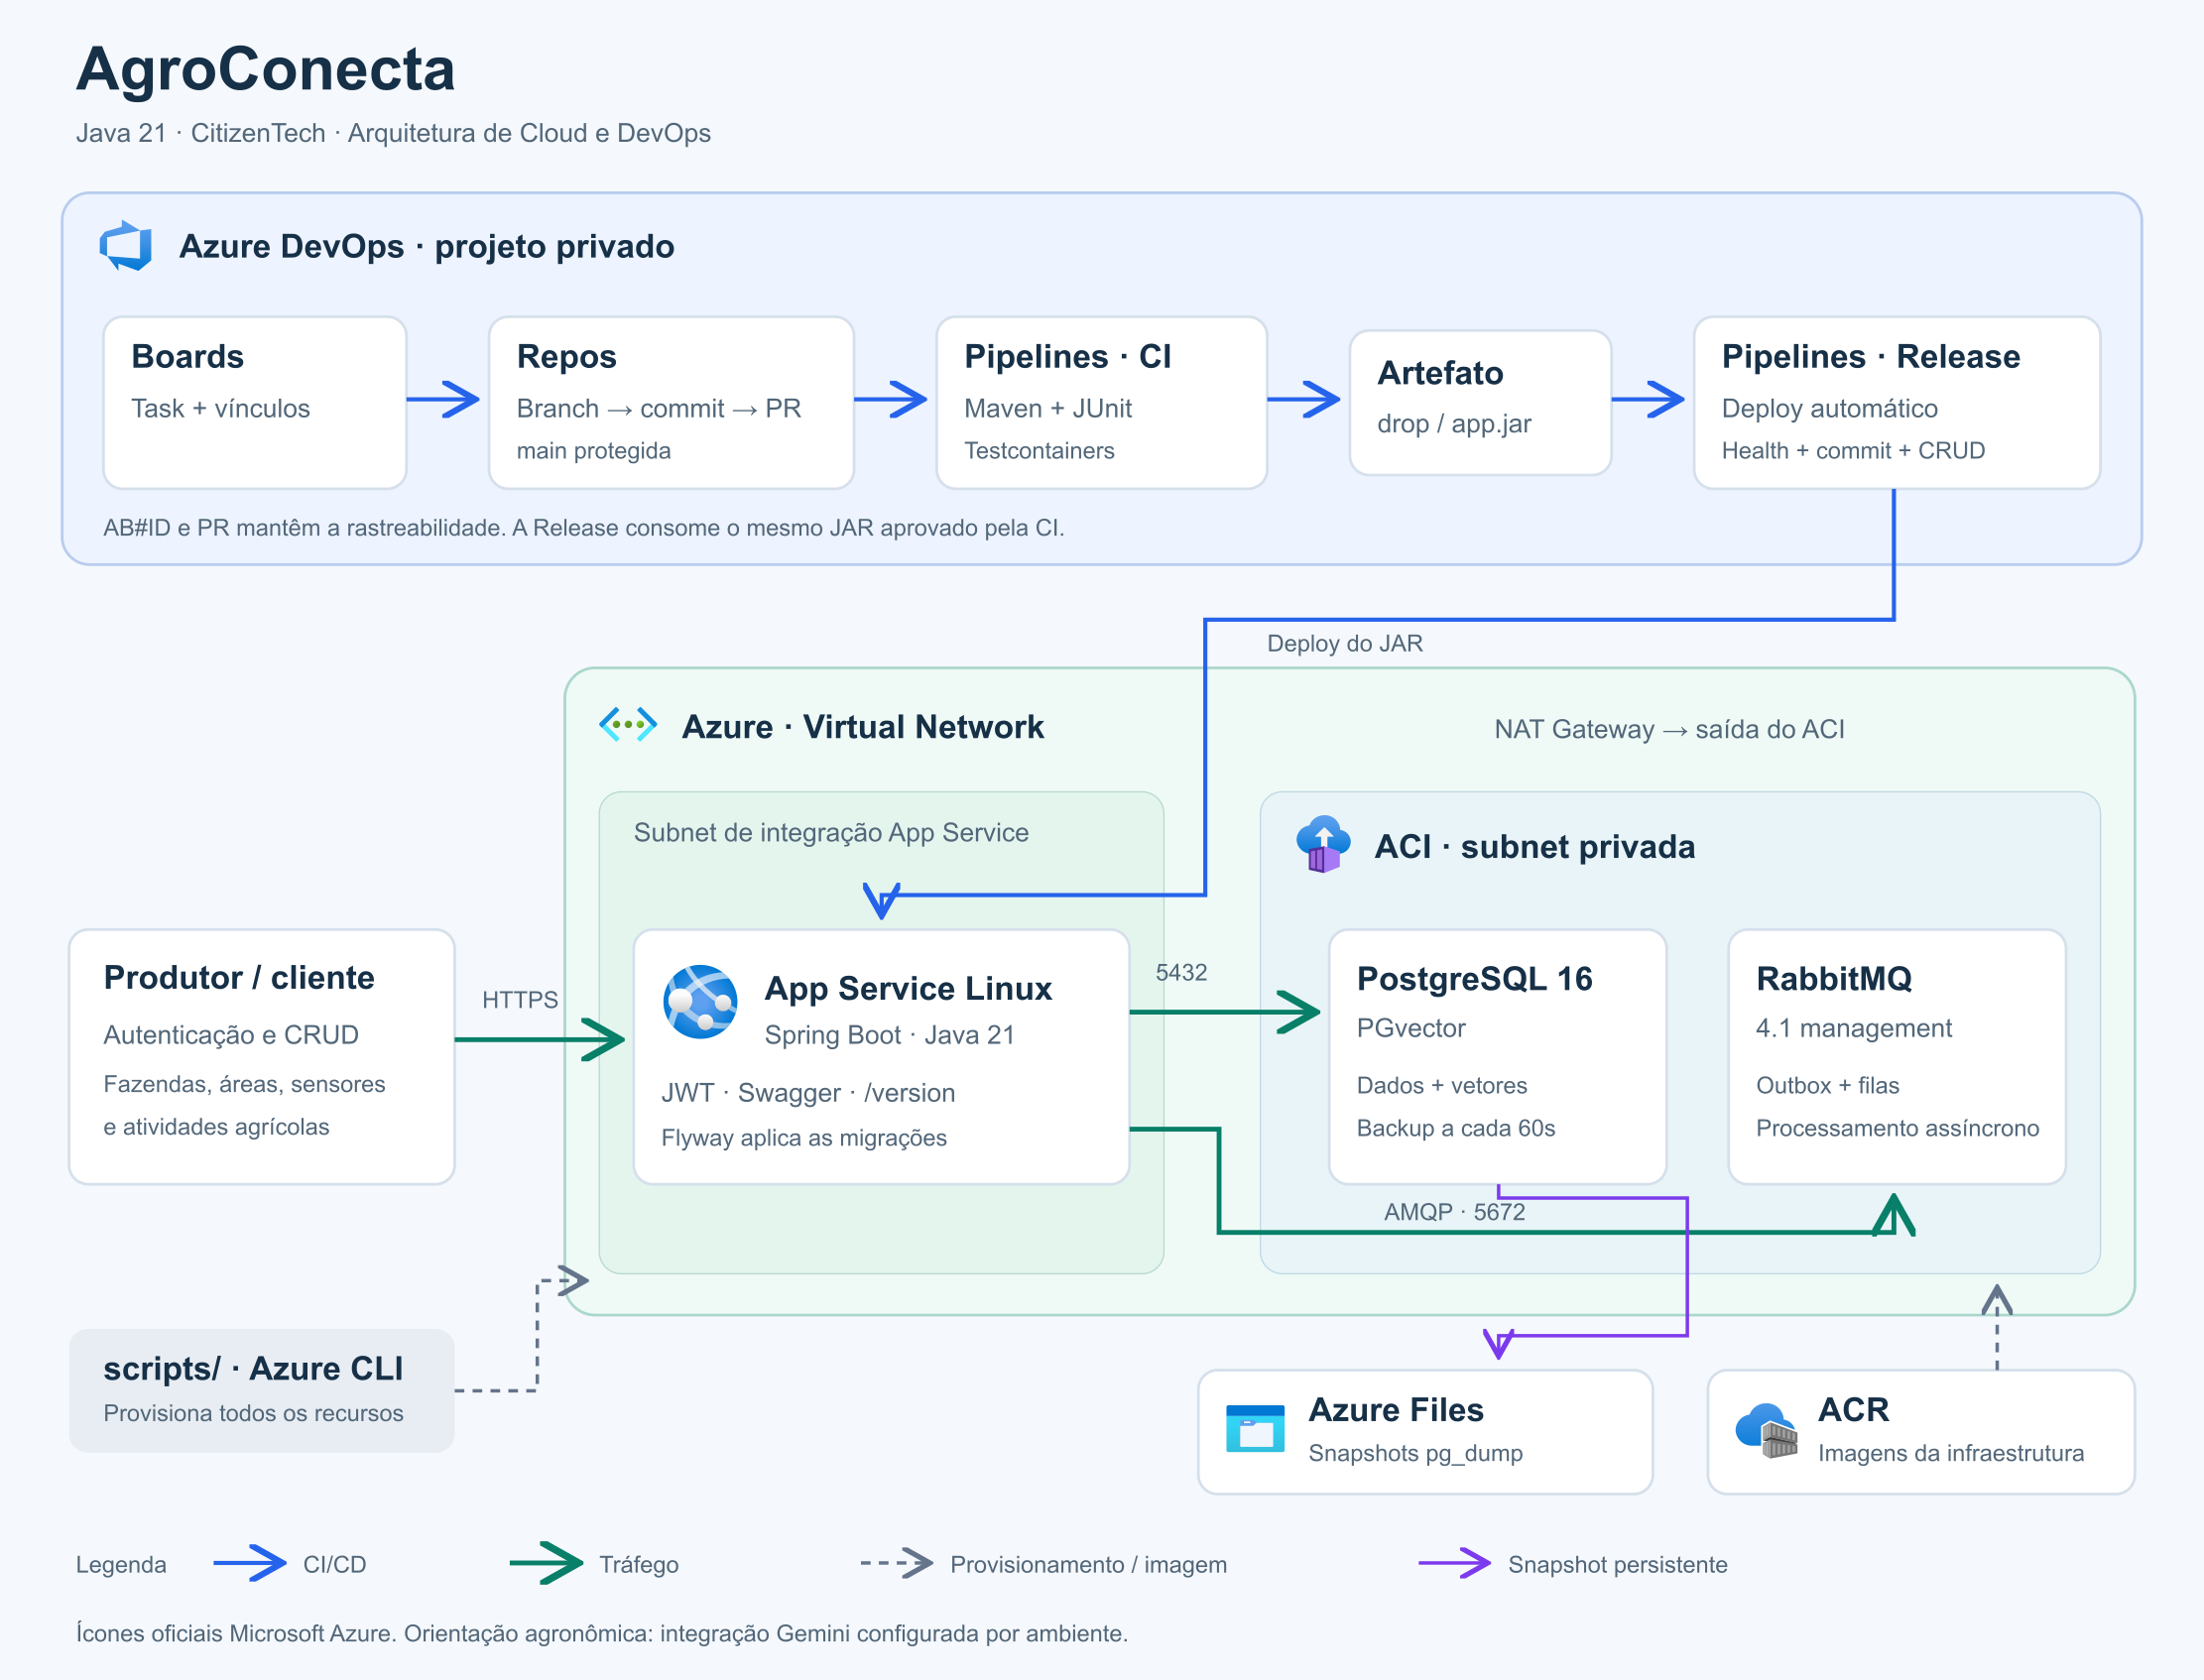 AgroConecta
Java 21 · CitizenTech · Arquitetura de Cloud e DevOps
Azure DevOps · projeto privado
Boards
Task + vínculos
Repos
Branch → commit → PR
main protegida
Pipelines · CI
Maven + JUnit
Testcontainers
Artefato
drop / app.jar
Pipelines · Release
Deploy automático
Health + commit + CRUD
AB#ID e PR mantêm a rastreabilidade. A Release consome o mesmo JAR aprovado pela CI.
Deploy do JAR
Azure · Virtual Network
NAT Gateway → saída do ACI
Subnet de integração App Service
ACI · subnet privada
Produtor / cliente
Autenticação e CRUD
Fazendas, áreas, sensores
e atividades agrícolas
HTTPS
App Service Linux
Spring Boot · Java 21
JWT · Swagger · /version
Flyway aplica as migrações
5432
PostgreSQL 16
PGvector
Dados + vetores
Backup a cada 60s
RabbitMQ
4.1 management
Outbox + filas
Processamento assíncrono
AMQP · 5672
scripts/ · Azure CLI
Provisiona todos os recursos
Azure Files
Snapshots pg_dump
ACR
Imagens da infraestrutura
Legenda
CI/CD
Tráfego
Provisionamento / imagem
Snapshot persistente
Ícones oficiais Microsoft Azure. Orientação agronômica: integração Gemini configurada por ambiente.